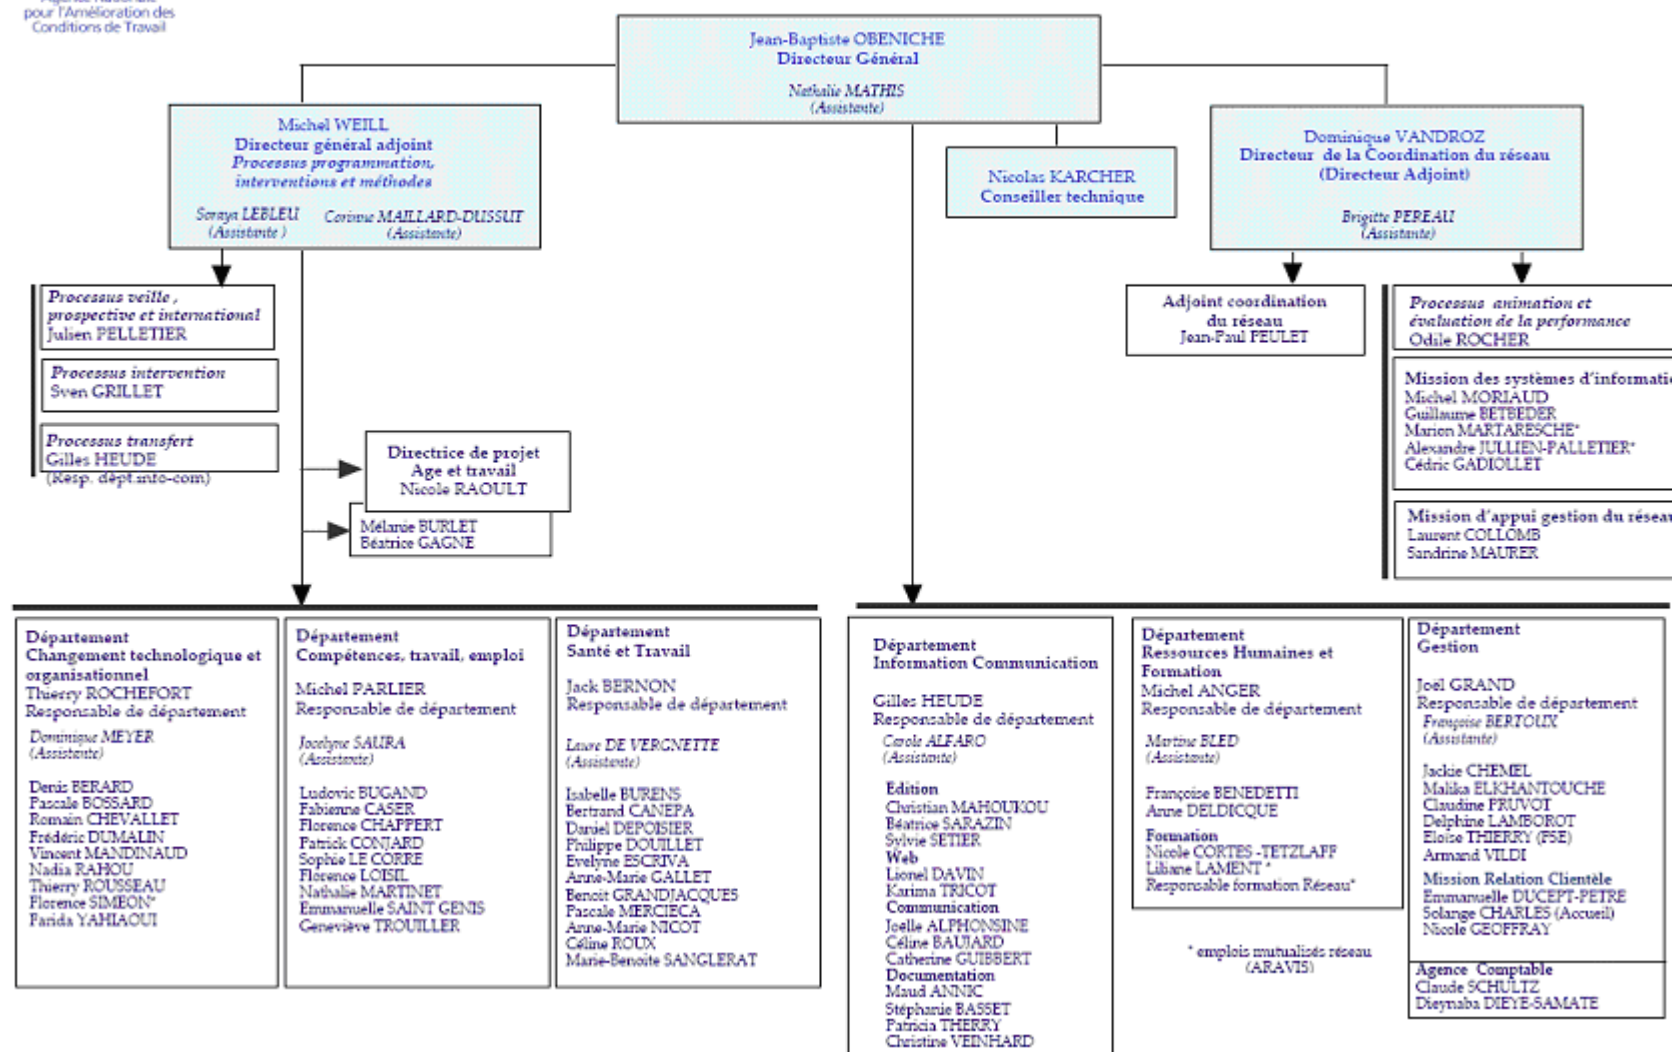 pour l'Amélioration des
Conditions de Travail
Jean-Baptiste OBENICHE
Directeur Général
Nathalie MATHIS
(Assistante)
Michel WEILL
Directeur général adjoint
Processus programmation,
interventions et méthodes
Soraya LEBLEU
(Assistante )
Corinne MAILLARD-DUSSUT
(Assistante)
Nicolas KARCHER
Conseiller technique
Dominique VANDROZ
Directeur de la Coordination du réseau
(Directeur Adjoint)
Brigitte PEREAU
(Assistante)
Processus veille ,
prospective et international
Julien PELLETIER
Processus intervention
Sven GRILLET
Processus transfert
Gilles HEUDE
(Resp. dépt.info-com)
Directrice de projet
Age et travail
Nicole RAOULT
Mélanie BURLET
Béatrice GAGNE
Adjoint coordination
du réseau
Jean-Paul PEULET
Processus animation et
évaluation de la performance
Odile ROCHER
Mission des systèmes d'informatio
Michel MORIAUD
Guillaume BETBEDER
Marion MARTARESCHE*
Alexandre JULLIEN-PALLETIER*
Cédric GADIOLLET
Mission d'appui gestion du réseau
Laurent COLLOMB
Sandrine MAURER
Département
Changement technologique et
organisationnel
Thierry ROCHEFORT
Responsable de département
Dominique MEYER
(Assistante)
Denis BERARD
Pascale BOSSARD
Romain CHEVALLET
Frédéric DUMALIN
Vincent MANDINAUD
Nadia RAHOU
Thierry ROUSSEAU
Florence SIMEON*
Farida YAHIAOUI
Département
Compétences, travail, emploi
Michel PARLIER
Responsable de département
Jocelyne SAURA
(Assistante)
Ludovic BUGAND
Fabienne CASER
Florence CHAPPERT
Patrick CONJARD
Sophie LE CORRE
Florence LOISIL
Nathalie MARTINET
Emmanuelle SAINT GENIS
Geneviève TROUILLER
Département
Santé et Travail
Jack BERNON
Responsable de département
Laure DE VERGNETTE
(Assistante)
Isabelle BURENS
Bertrand CANEPA
Daniel DEPOISIER
Philippe DOUILLET
Evelyne ESCRIVA
Anne-Marie GALLET
Benoit GRANDJACQUES
Pascale MERCIECA
Anne-Marie NICOT
Céline ROUX
Marie-Benoite SANGLERAT
Département
Information Communication
Gilles HEUDE
Responsable de département
Carole ALFARO
(Assistante)
Edition
Christian MAHOUKOU
Béatrice SARAZIN
Sylvie SETIER
Web
Lionel DAVIN
Karima TRICOT
Communication
Joëlle ALPHONSINE
Céline BAUJARD
Catherine GUIBBERT
Documentation
Maud ANNIC
Stéphanie BASSET
Patricia THERRY
Christine VEINHARD
Département
Ressources Humaines et
Formation
Michel ANGER
Responsable de département
Martine BLED
(Assistante)
Françoise BENEDETTI
Anne DELDICQUE
Formation
Nicole CORTES -TETZLAFF
Liliane LAMENT *
Responsable formation Réseau*
* emplois mutualisés réseau
(ARAVIS)
Département
Gestion
Joël GRAND
Responsable de département
Françoise BERTOUX
(Assistante)
Jackie CHEMEL
Malika ELKHANTOUCHE
Claudine PRUVOT
Delphine LAMBOROT
Eloïse THIERRY (FSE)
Armand VILDI
Mission Relation Clientèle
Emmanuelle DUCEPT-PETRE
Solange CHARLES (Accueil)
Nicole GEOFFRAY
Agence Comptable
Claude SCHULTZ
Dieynaba DIEYE-SAMATE